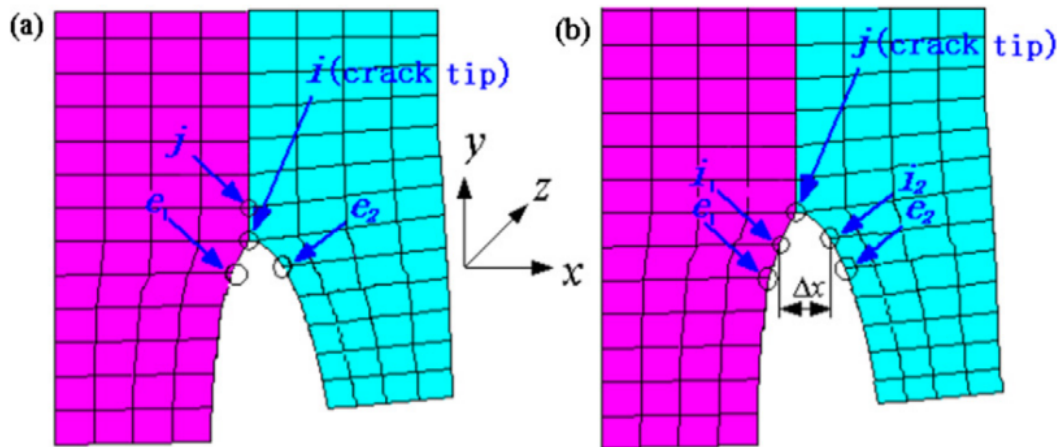 (a)
i(crack tip)
j
e₁
e₂
y
z
x
(b)
j(crack tip)
i₁
e₁
i₂
e₂
Δx